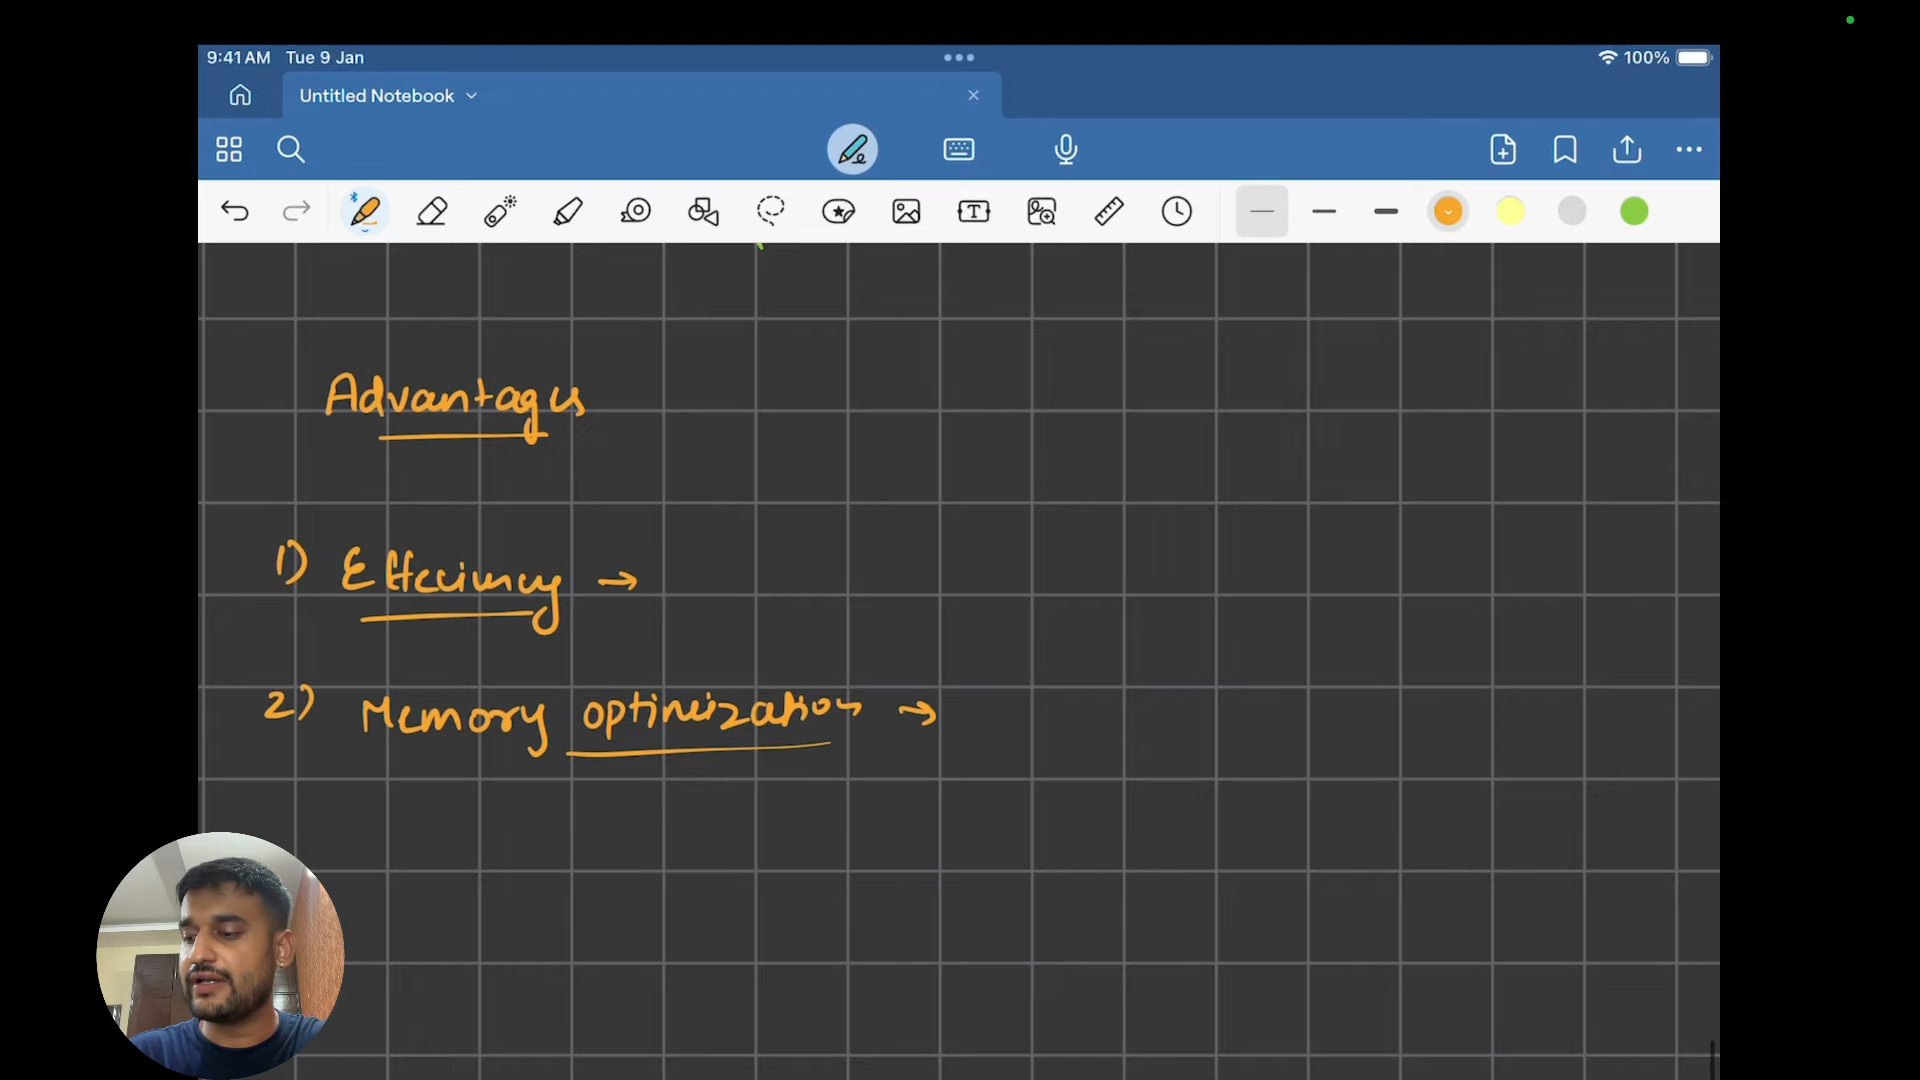 9:41 AM Tue 9 Jan
100%
Untitled Notebook
Advantages
1) Efficiency →
2) Memory optimization →